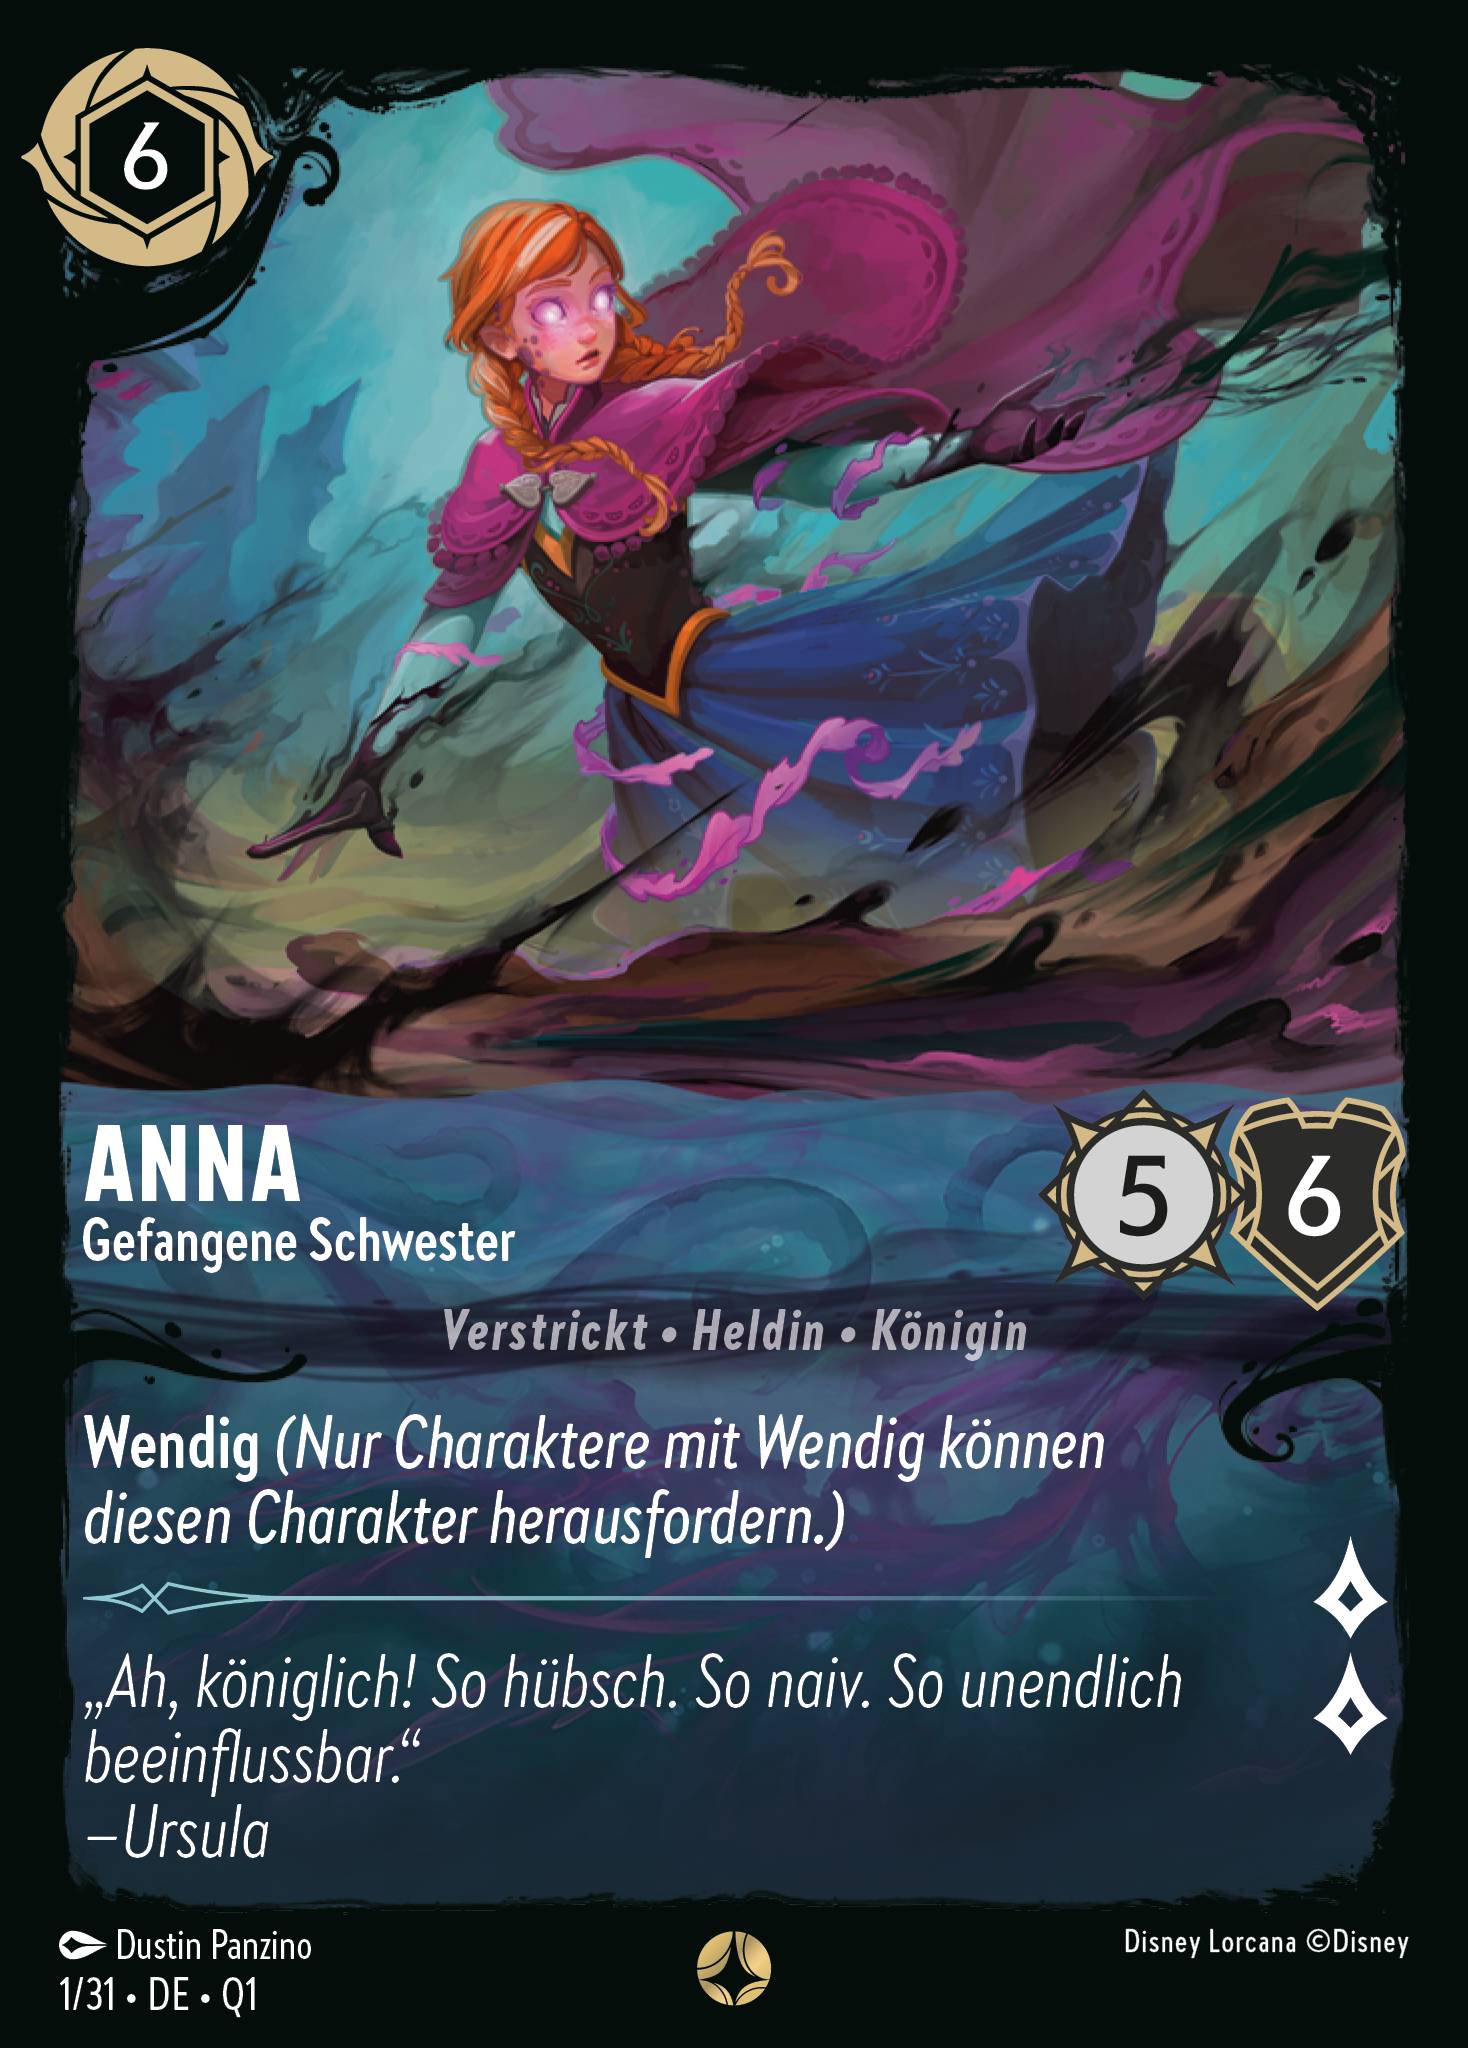 6
ANNA
Gefangene Schwester
5
6
Verstrickt • Heldin • Königin
Wendig (Nur Charaktere mit Wendig können
diesen Charakter herausfordern.)
„Ah, königlich! So hübsch. So naiv. So unendlich
beeinflussbar.“
–Ursula
Dustin Panzino
1/31 • DE • Q1
Disney Lorcana ©Disney